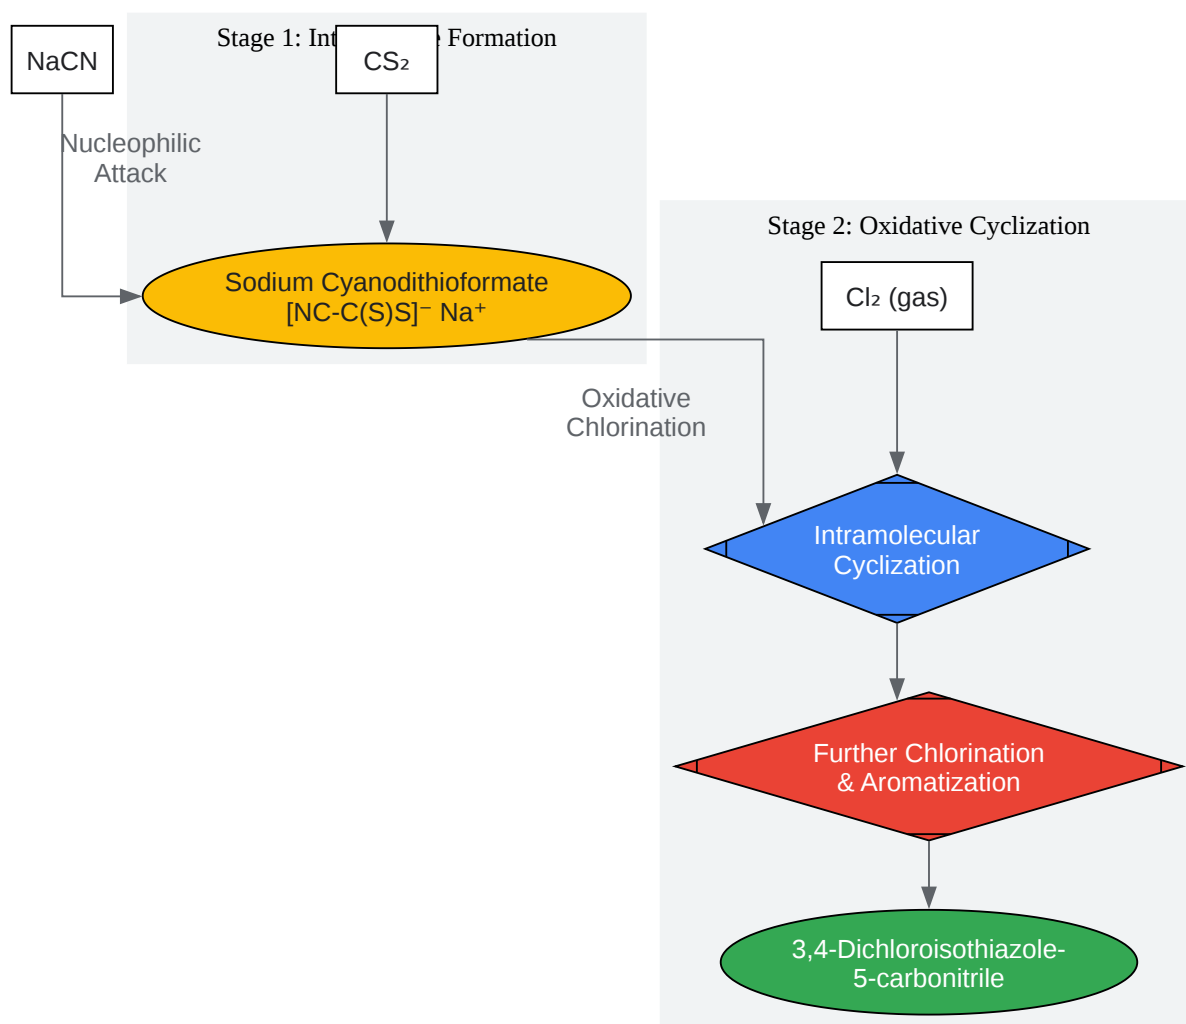 NaCN
Stage 1: Int e Formation
CS₂
Nucleophilic
Attack
Sodium Cyanodithioformate
[NC-C(S)S]⁻ Na⁺
Stage 2: Oxidative Cyclization
Cl₂ (gas)
Oxidative
Chlorination
Intramolecular
Cyclization
Further Chlorination
& Aromatization
3,4-Dichloroisothiazole-
5-carbonitrile